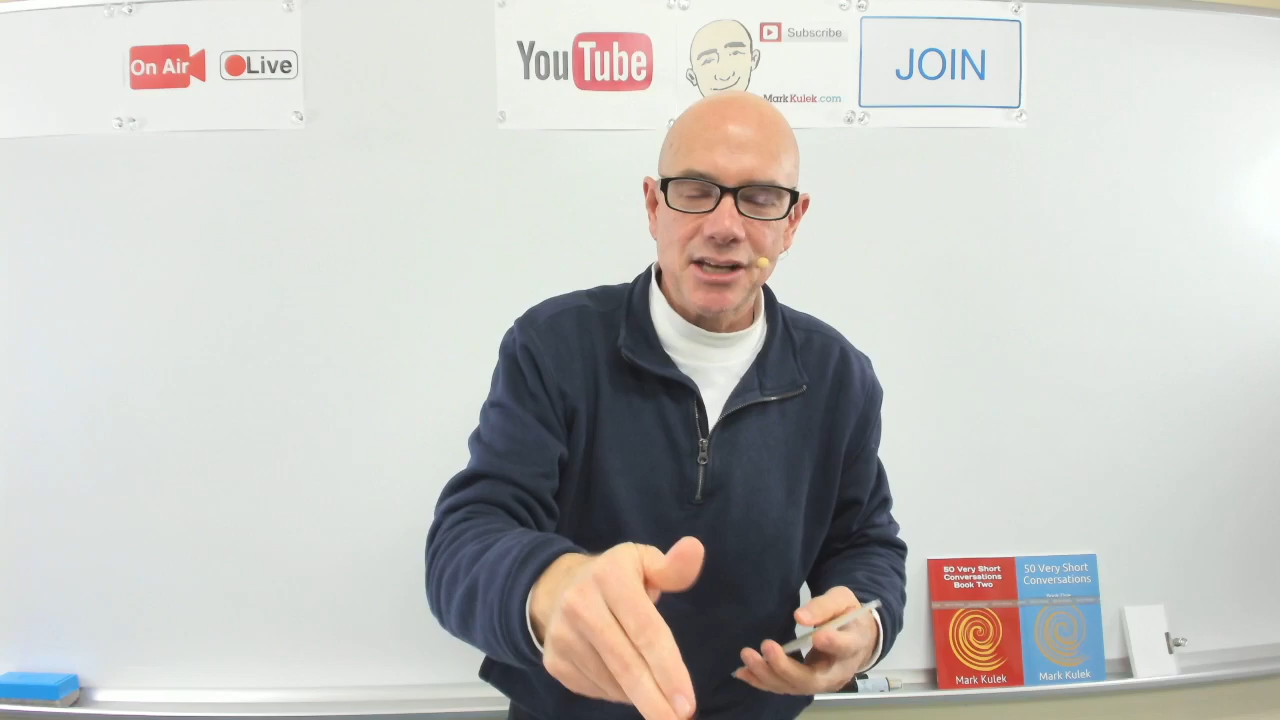 On Air
Live
YouTube
Subscribe
MarkKulek.com
JOIN
50 Very Short
Conversations
Book Two
Mark Kulek
50 Very Short
Conversations
Mark Kulek